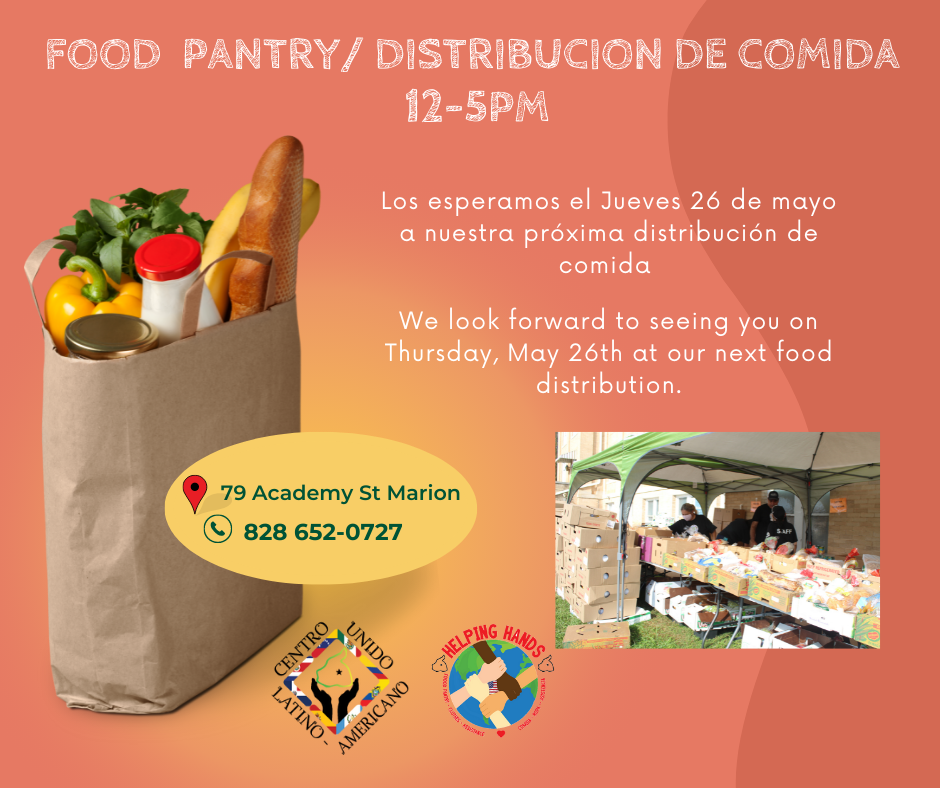 FOOD PANTRY/ DISTRIBUCION DE COMIDA
12-5PM
Los esperamos el Jueves 26 de mayo
a nuestra próxima distribución de
comida
We look forward to seeing you on
Thursday, May 26th at our next food
distribution.
79 Academy St Marion
828 652-0727
CENTRO
UNIDO
LATINO-
AMERICANO
HELPING HANDS
STAFF